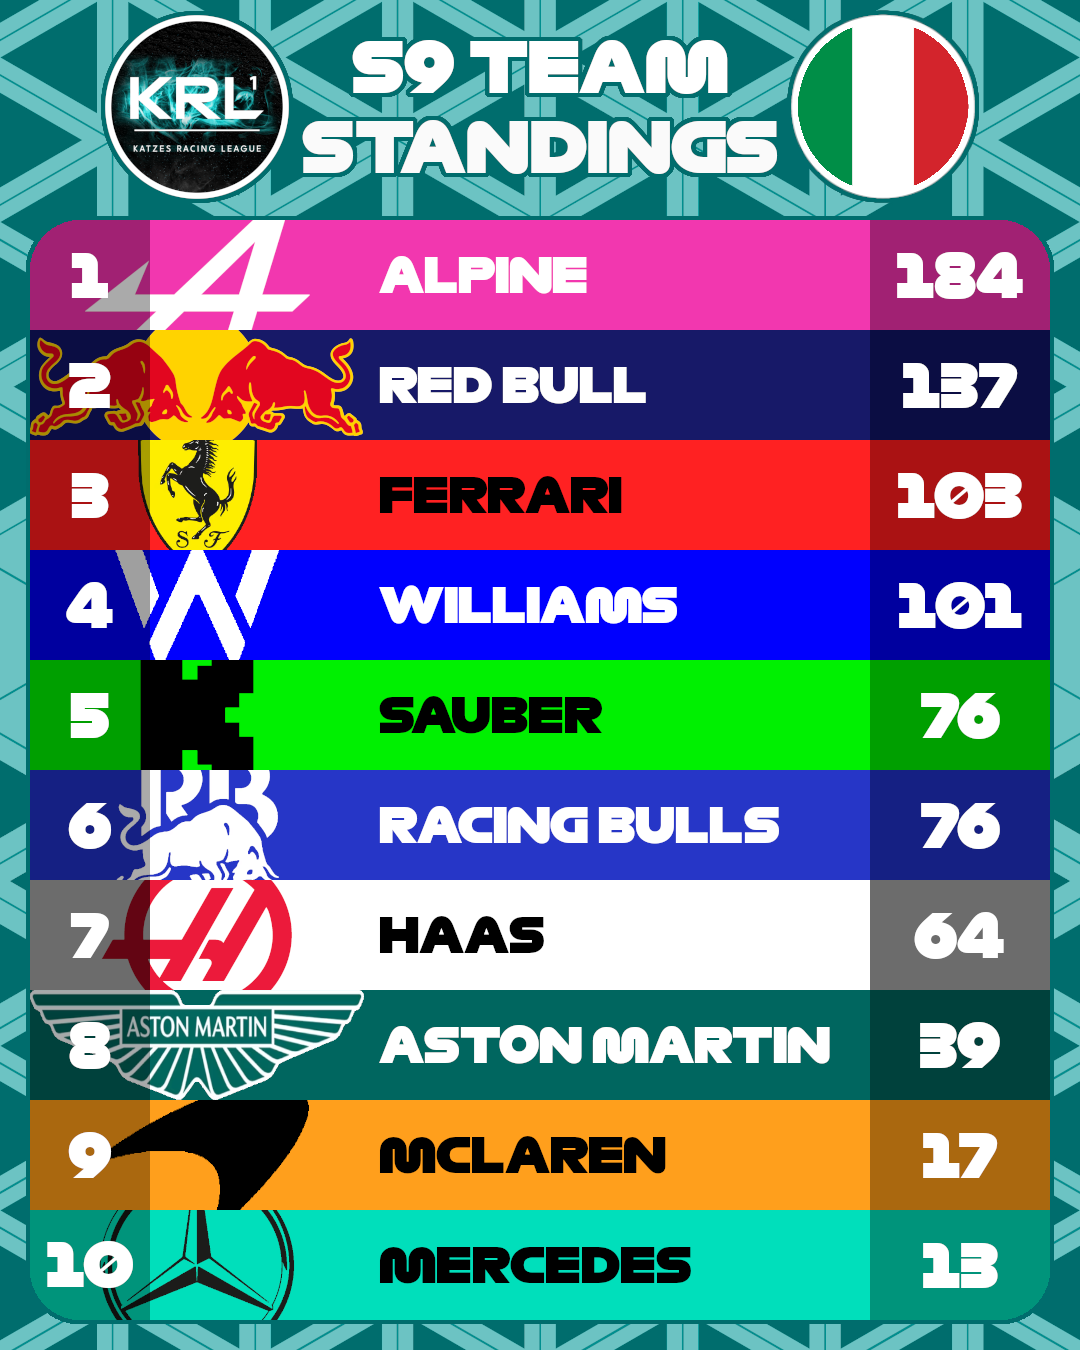 KRL1
KATZES RACING LEAGUE
S9 TEAM
STANDINGS
1 ALPINE 184
2 RED BULL 137
3 SF FERRARI 103
4 W WILLIAMS 101
5 K SAUBER 76
6 RB RACING BULLS 76
7 H HAAS 64
8 ASTON MARTIN ASTON MARTIN 39
9 MCLAREN 17
10 MERCEDES 13